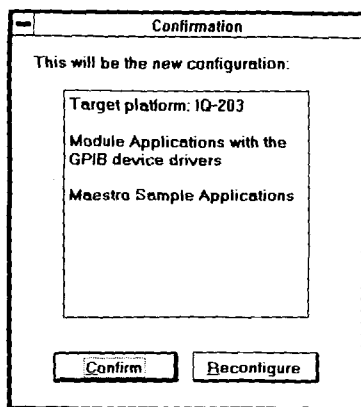 Confirmation
This will be the new configuration:
Target platform: IQ-203
Module Applications with the
GPIB device drivers
Maestro Sample Applications
Confirm
Reconfigure